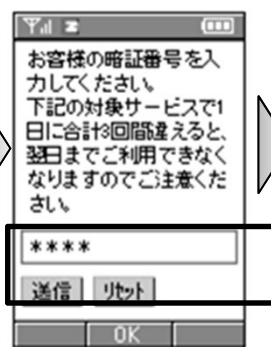 お客様の暗証番号を入
力してください。
下記の対象サービスで1
日に合計3回間違えると、
翌日までご利用できなく
なりますのでご注意くだ
さい。
****
送信 リセット
OK